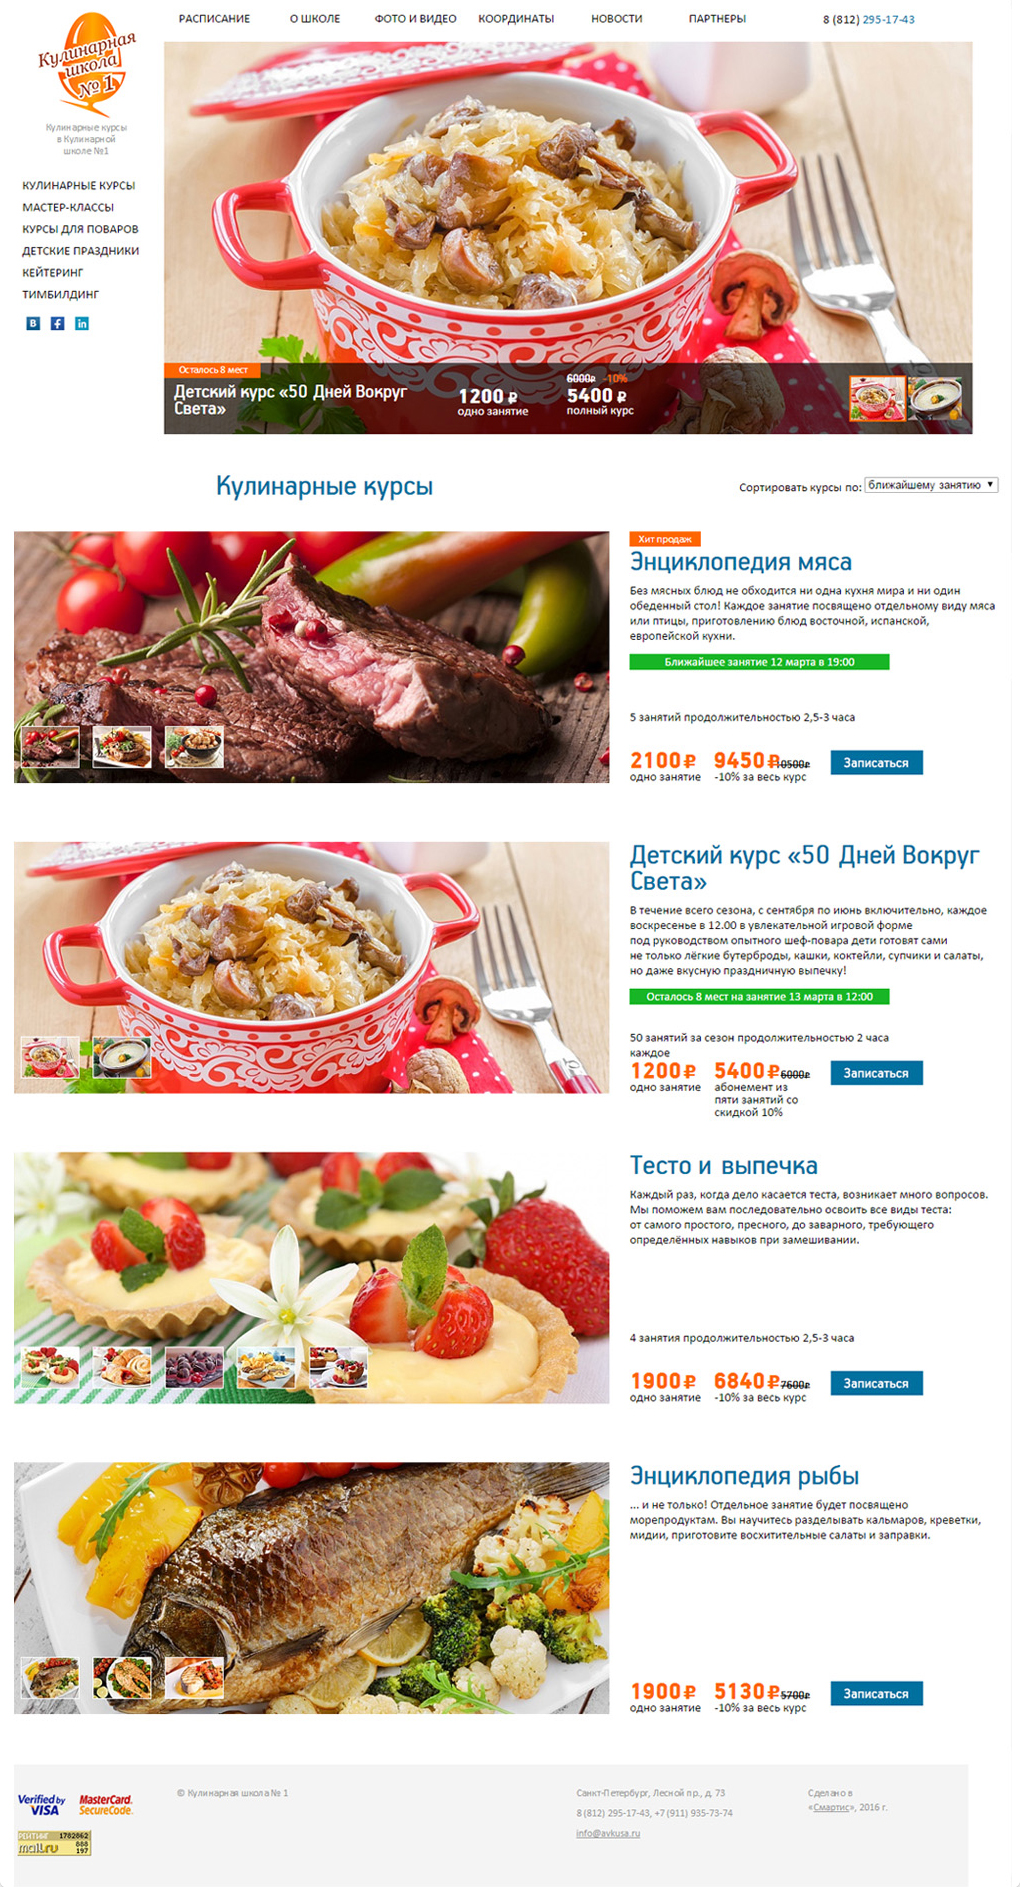 Кулинарная
школа
№ 1
Кулинарные курсы
в Кулинарной
школе №1
РАСПИСАНИЕ О ШКОЛЕ ФОТО И ВИДЕО КООРДИНАТЫ НОВОСТИ ПАРТНЕРЫ 8 (812) 295-17-43
КУЛИНАРНЫЕ КУРСЫ
МАСТЕР-КЛАССЫ
КУРСЫ ДЛЯ ПОВАРОВ
ДЕТСКИЕ ПРАЗДНИКИ
КЕЙТЕРИНГ
ТИМБИЛДИНГ
В f in
Осталось 8 мест
Детский курс «50 Дней Вокруг
Света»
1200 ₽
одно занятие
6000₽ -10%
5400 ₽
полный курс
Кулинарные курсы
Сортировать курсы по: ближайшему занятию ▼
Хит продаж
Энциклопедия мяса
Без мясных блюд не обходится ни одна кухня мира и ни один
обеденный стол! Каждое занятие посвящено отдельному виду мяса
или птицы, приготовлению блюд восточной, испанской,
европейской кухни.
Ближайшее занятие 12 марта в 19:00
5 занятий продолжительностью 2,5-3 часа
2100 ₽ 9450 ₽ 10500₽ Записаться
одно занятие -10% за весь курс
Детский курс «50 Дней Вокруг
Света»
В течение всего сезона, с сентября по июнь включительно, каждое
воскресенье в 12.00 в увлекательной игровой форме
под руководством опытного шеф-повара дети готовят сами
не только лёгкие бутерброды, кашки, коктейли, супчики и салаты,
но даже вкусную праздничную выпечку!
Осталось 8 мест на занятие 13 марта в 12:00
50 занятий за сезон продолжительностью 2 часа
каждое
1200 ₽ 5400 ₽ 6000₽ Записаться
одно занятие абонемент из
пяти занятий со
скидкой 10%
Тесто и выпечка
Каждый раз, когда дело касается теста, возникает много вопросов.
Мы поможем вам последовательно освоить все виды теста:
от самого простого, пресного, до заварного, требующего
определённых навыков при замешивании.
4 занятия продолжительностью 2,5-3 часа
1900 ₽ 6840 ₽ 7600₽ Записаться
одно занятие -10% за весь курс
Энциклопедия рыбы
... и не только! Отдельное занятие будет посвящено
морепродуктам. Вы научитесь разделывать кальмаров, креветки,
мидии, приготовите восхитительные салаты и заправки.
1900 ₽ 5130 ₽ 5700₽ Записаться
одно занятие -10% за весь курс
Verified by
VISA
MasterCard.
SecureCode.
РЕЙТИНГ 1782862
mail.ru 888
197
© Кулинарная школа № 1
Санкт-Петербург, Лесной пр., д. 73
8 (812) 295-17-43, +7 (911) 935-73-74
info@avkusa.ru
Сделано в
«Смартис», 2016 г.